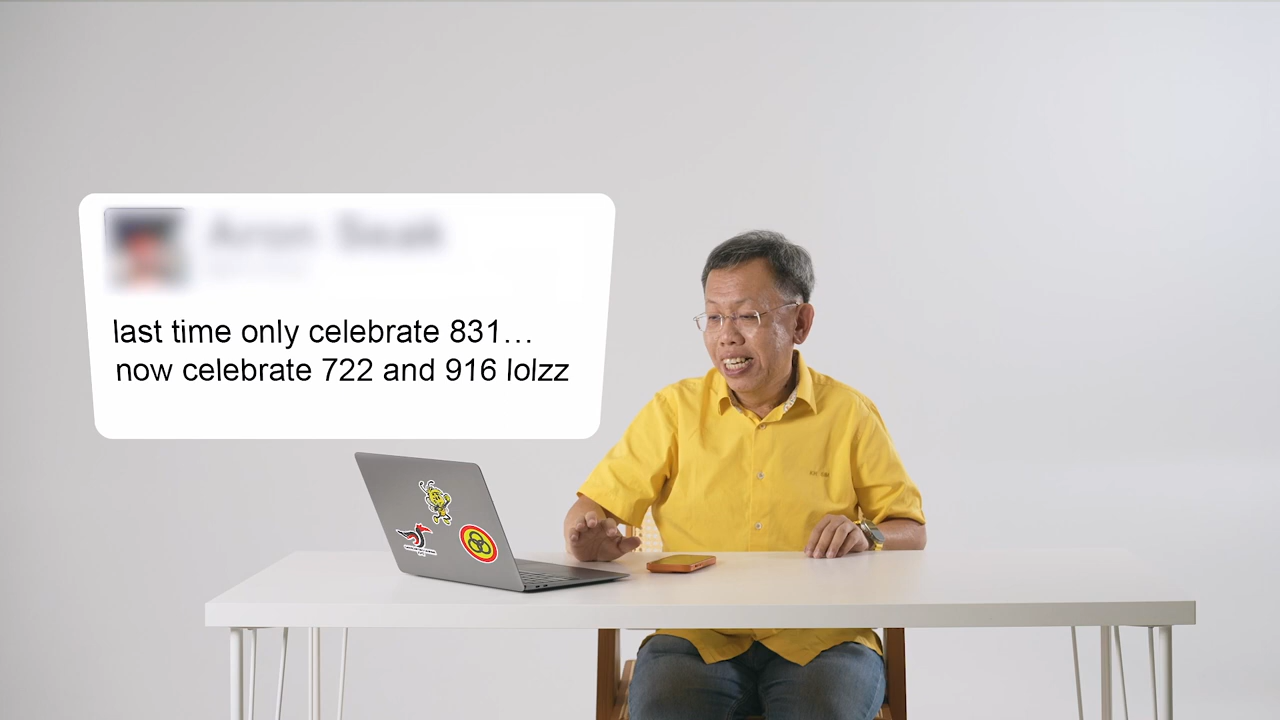 last time only celebrate 831…
now celebrate 722 and 916 lolzz